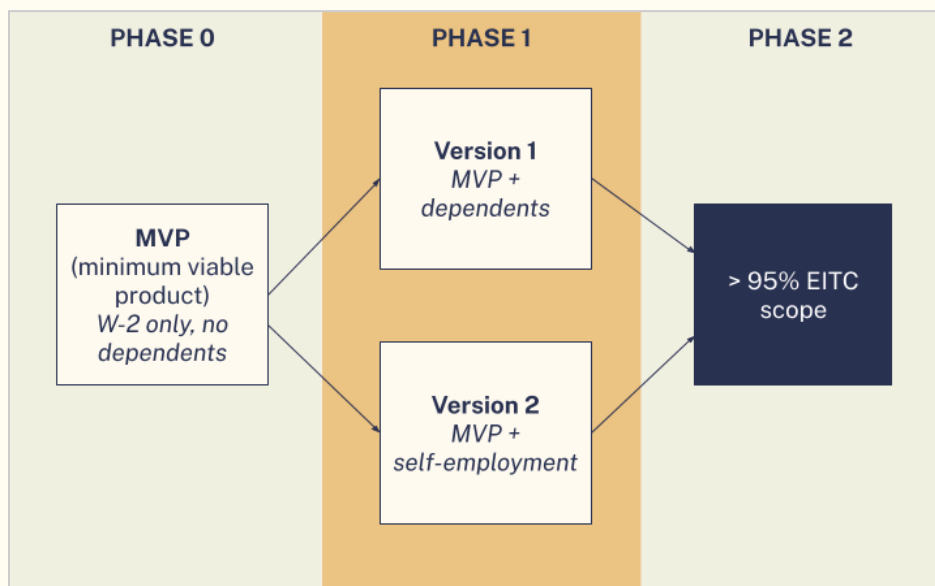 PHASE 0
PHASE 1
PHASE 2
MVP
(minimum viable
product)
W-2 only, no
dependents
Version 1
MVP +
dependents
Version 2
MVP +
self-employment
> 95% EITC
scope